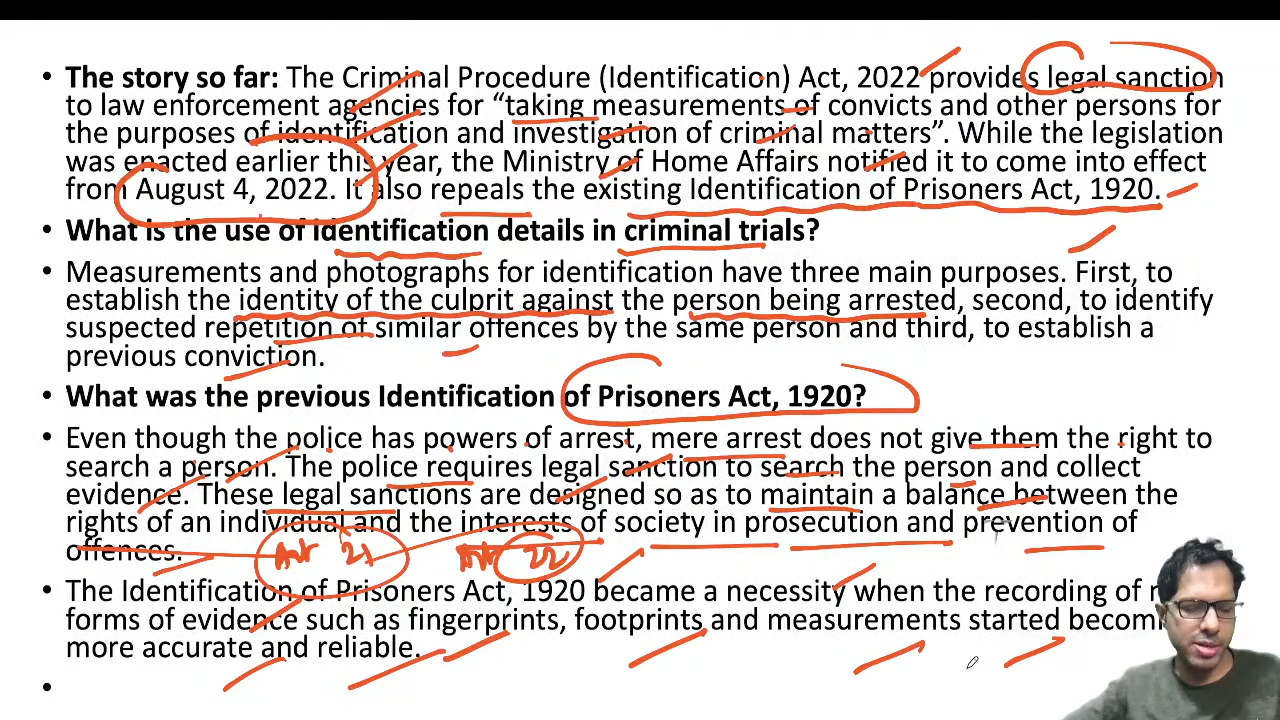 • The story so far: The Criminal Procedure (Identification) Act, 2022 provides legal sanction
to law enforcement agencies for “taking measurements of convicts and other persons for
the purposes of identification and investigation of criminal matters”. While the legislation
was enacted earlier this year, the Ministry of Home Affairs notified it to come into effect
from August 4, 2022. It also repeals the existing Identification of Prisoners Act, 1920.
• What is the use of identification details in criminal trials?
• Measurements and photographs for identification have three main purposes. First, to
establish the identity of the culprit against the person being arrested, second, to identify
suspected repetition of similar offences by the same person and third, to establish a
previous conviction.
• What was the previous Identification of Prisoners Act, 1920?
• Even though the police has powers of arrest, mere arrest does not give them the right to
search a person. The police requires legal sanction to search the person and collect
evidence. These legal sanctions are designed so as to maintain a balance between the
rights of an individual and the interests of society in prosecution and prevention of
offences.
Art 21 Art 22
• The Identification of Prisoners Act, 1920 became a necessity when the recording of
forms of evidence such as fingerprints, footprints and measurements started
more accurate and reliable.
•